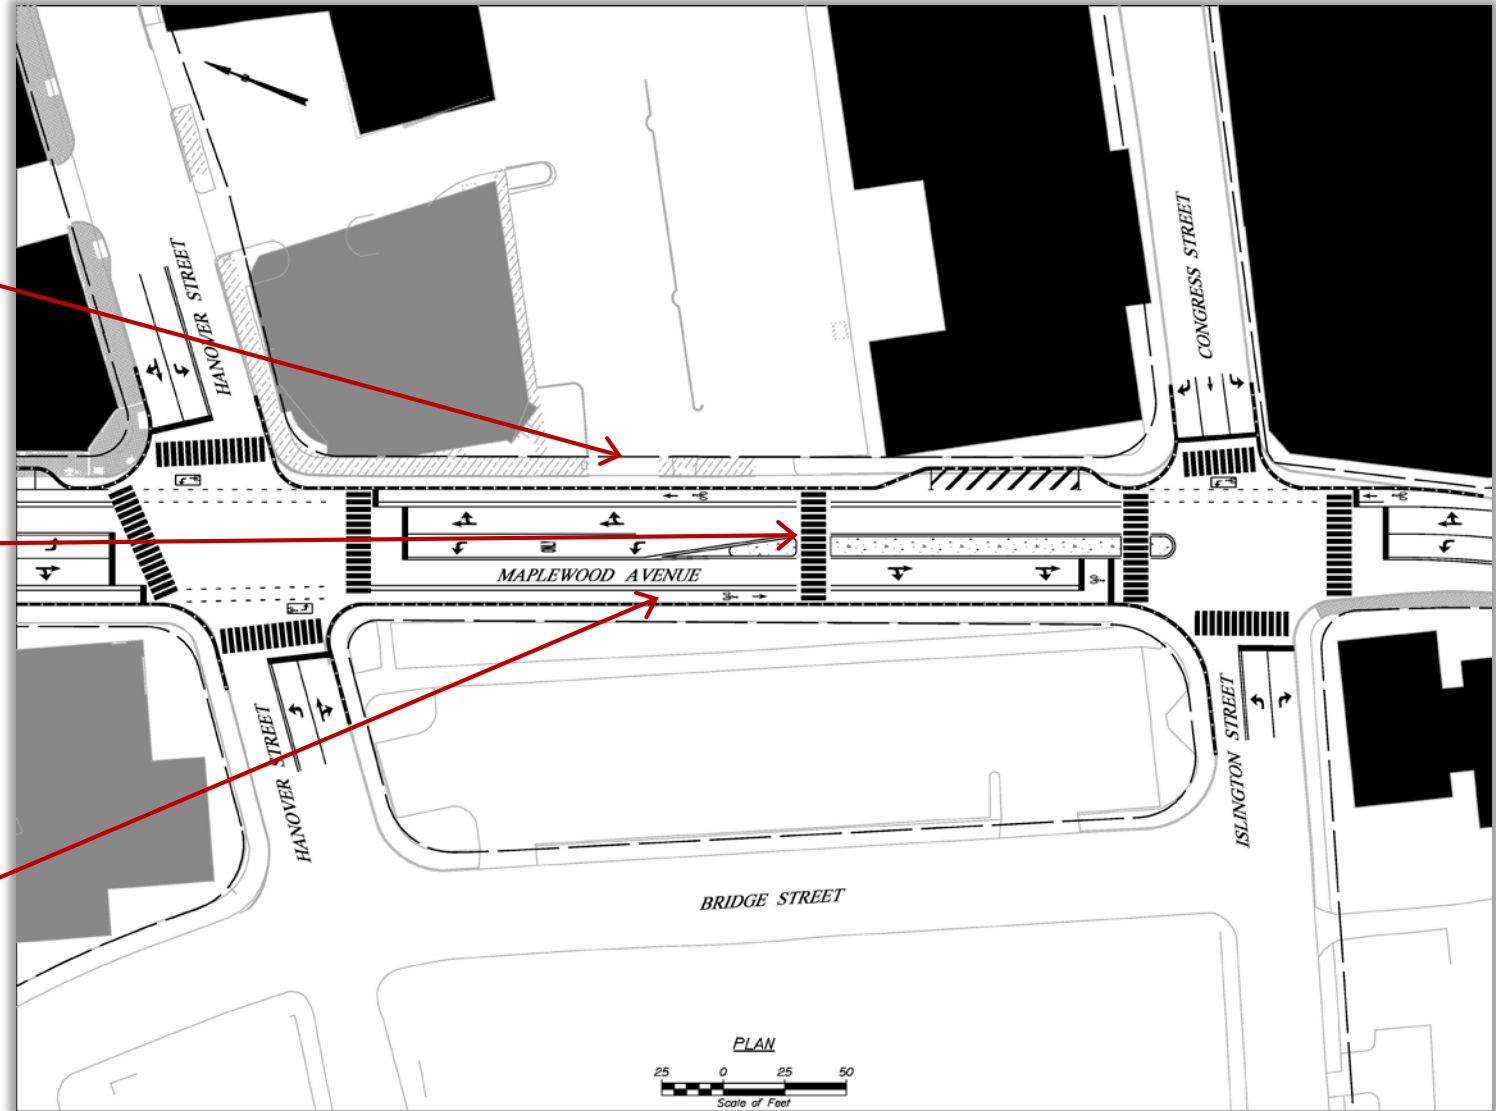 HANOVER STREET
CONGRESS STREET
MAPLEWOOD AVENUE
HANOVER STREET
ISLINGTON STREET
BRIDGE STREET
PLAN
25 0 25 50
Scale of Feet